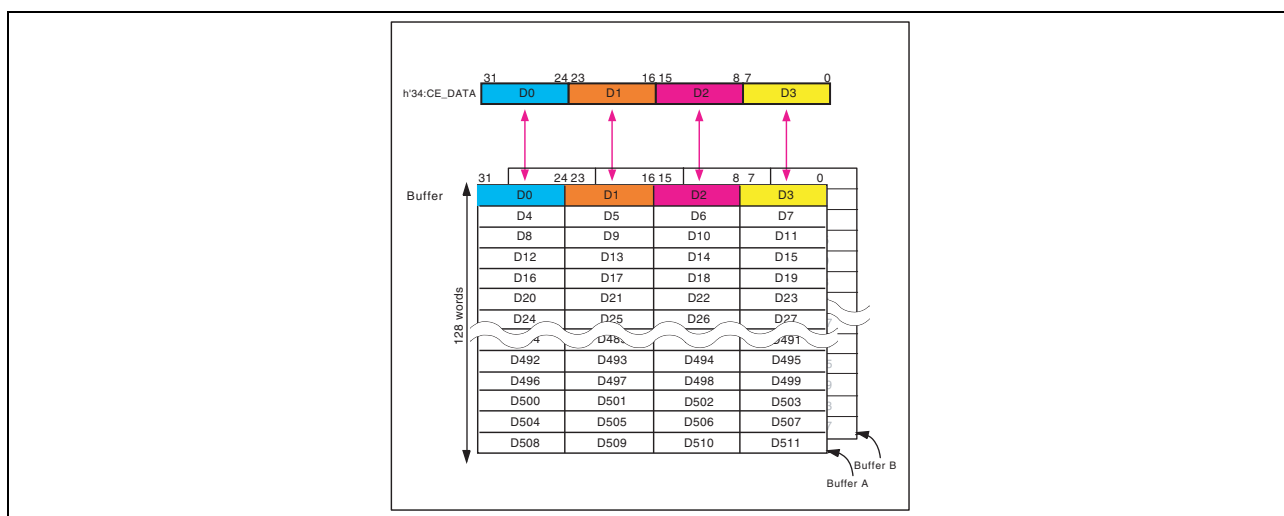 31 24 23 16 15 8 7 0
h'34:CE_DATA D0 D1 D2 D3
31 24 23 16 15 8 7 0
Buffer D0 D1 D2 D3
D4 D5 D6 D7
D8 D9 D10 D11
D12 D13 D14 D15
D16 D17 D18 D19
D20 D21 D22 D23
D24 D25 D26 D27
128 words
D491
D492 D493 D494 D495
D496 D497 D498 D499
D500 D501 D502 D503
D504 D505 D506 D507
D508 D509 D510 D511
Buffer B
Buffer A